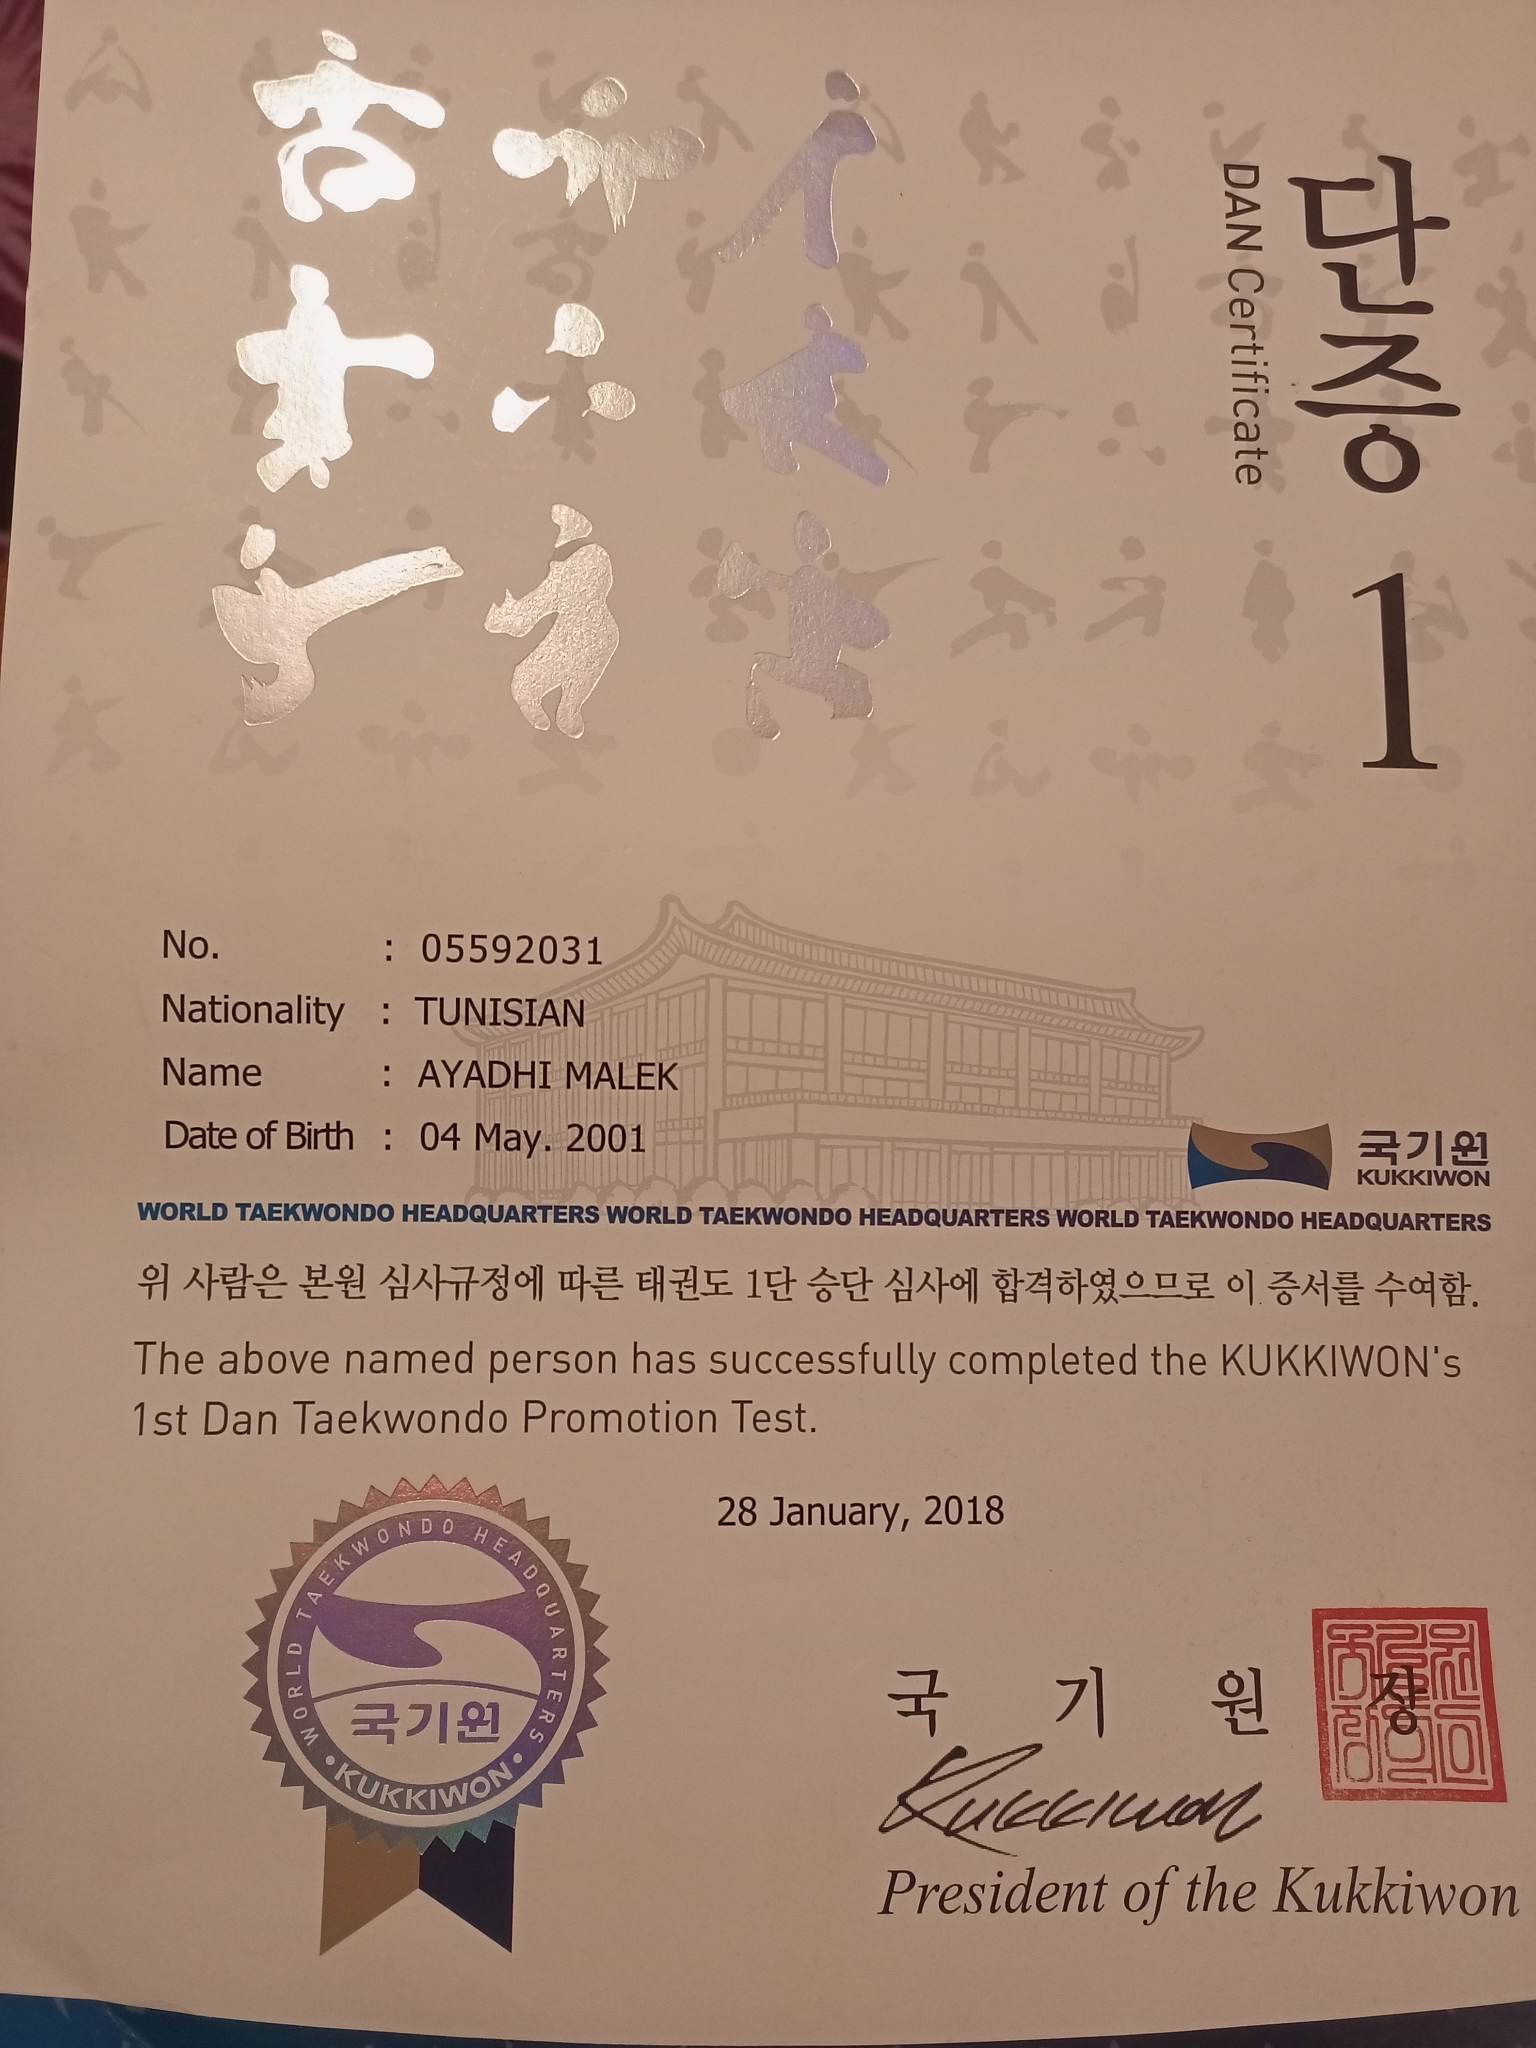 단증 1
DAN Certificate
No. : 05592031
Nationality : TUNISIAN
Name : AYADHI MALEK
Date of Birth : 04 May. 2001
국기원
KUKKIWON
WORLD TAEKWONDO HEADQUARTERS WORLD TAEKWONDO HEADQUARTERS WORLD TAEKWONDO HEADQUARTERS
위 사람은 본원 심사규정에 따른 태권도 1단 승단 심사에 합격하였으므로 이 증서를 수여함.
The above named person has successfully completed the KUKKIWON's
1st Dan Taekwondo Promotion Test.
28 January, 2018
WORLD TAEKWONDO HEADQUARTERS
국기원
• KUKKIWON •
국 기 원 장
Kukkiwon
President of the Kukkiwon